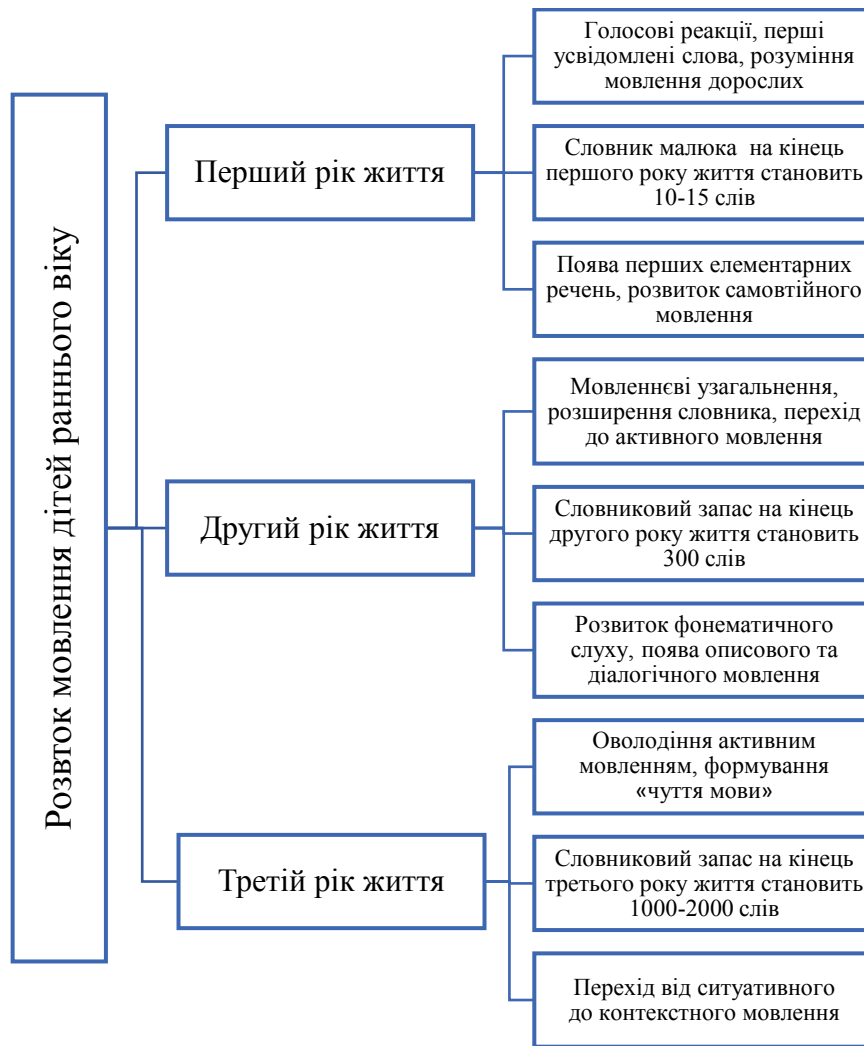 Розвток мовлення дітей раннього віку
Перший рік життя
Голосові реакції, перші
усвідомлені слова, розуміння
мовлення дорослих
Словник малюка на кінець
першого року життя становить
10-15 слів
Поява перших елементарних
речень, розвиток самовтійного
мовлення
Другий рік життя
Мовленнєві узагальнення,
розширення словника, перехід
до активного мовлення
Словниковий запас на кінець
другого року життя становить
300 слів
Розвиток фонематичного
слуху, поява описового та
діалогічного мовлення
Третій рік життя
Оволодіння активним
мовленням, формування
«чуття мови»
Словниковий запас на кінець
третього року життя становить
1000-2000 слів
Перехід від ситуативного
до контекстного мовлення